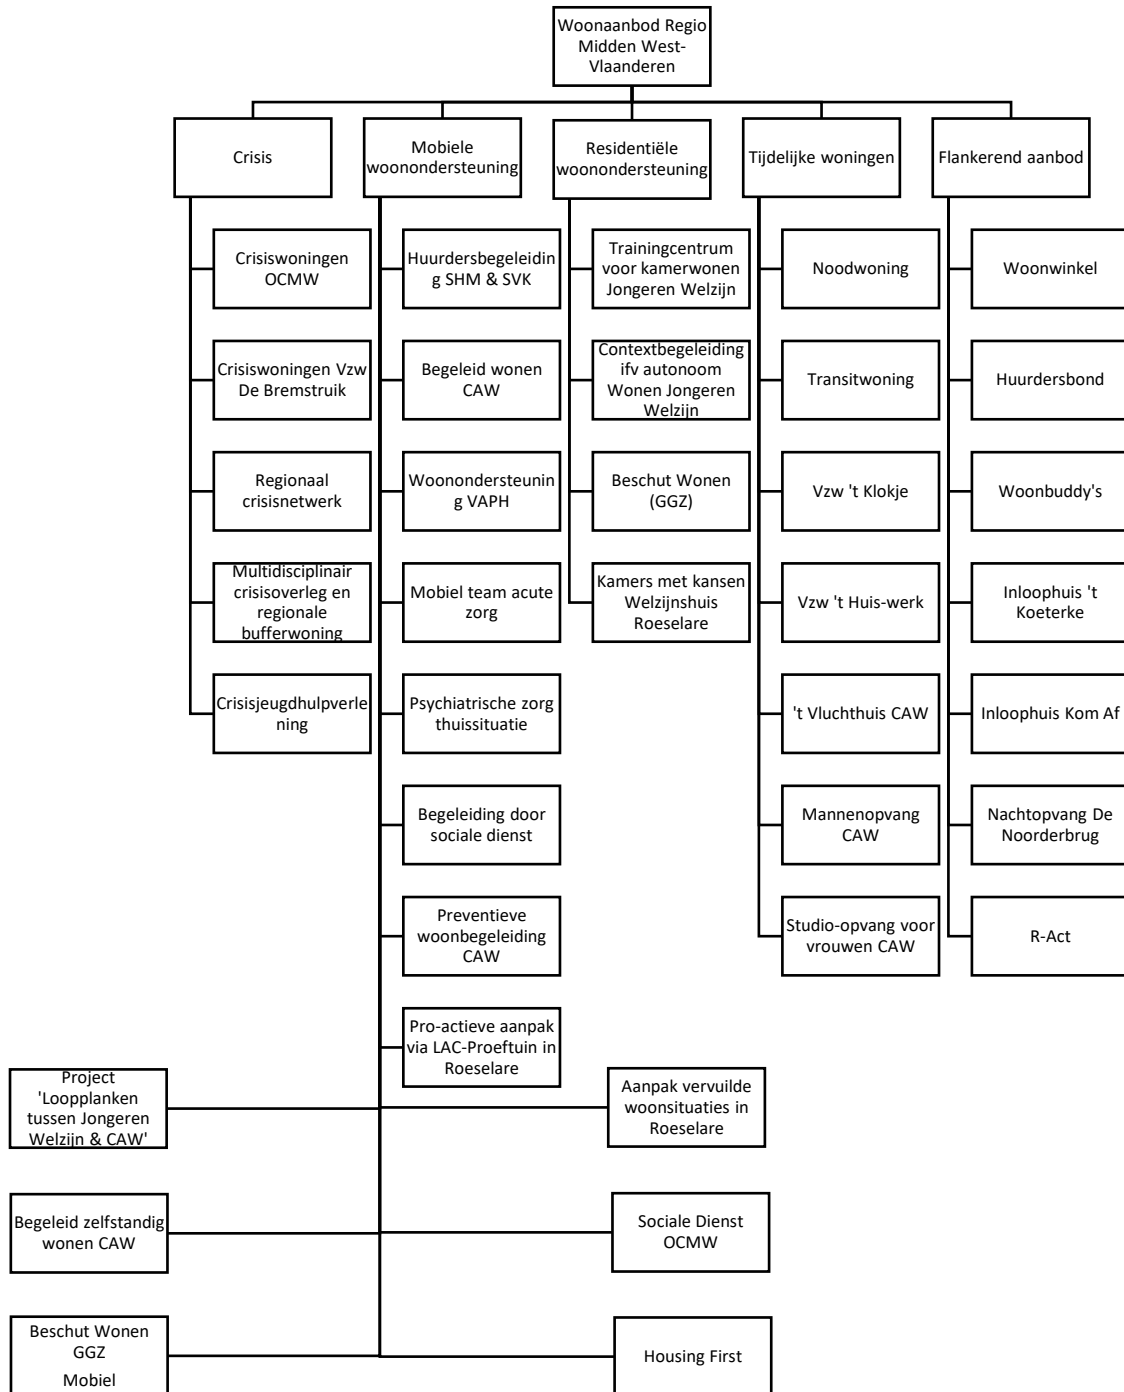 Woonaanbod Regio
Midden West-
Vlaanderen
Crisis
Mobiele
woonondersteuning
Residentiële
woonondersteuning
Tijdelijke woningen
Flankerend aanbod
Crisiswoningen
OCMW
Crisiswoningen Vzw
De Bremstruik
Regionaal
crisisnetwerk
Multidisciplinair
crisisoverleg en
regionale
bufferwoning
Crisisjeugdhulpverle
ning
Huurdersbegeleidin
g SHM & SVK
Begeleid wonen
CAW
Woonondersteunin
g VAPH
Mobiel team acute
zorg
Psychiatrische zorg
thuissituatie
Begeleiding door
sociale dienst
Preventieve
woonbegeleiding
CAW
Pro-actieve aanpak
via LAC-Proeftuin in
Roeselare
Project
'Loopplanken
tussen Jongeren
Welzijn & CAW'
Aanpak vervuilde
woonsituaties in
Roeselare
Begeleid zelfstandig
wonen CAW
Sociale Dienst
OCMW
Beschut Wonen
GGZ
Mobiel
Housing First
Trainingcentrum
voor kamerwonen
Jongeren Welzijn
Contextbegeleiding
ifv autonoom
Wonen Jongeren
Welzijn
Beschut Wonen
(GGZ)
Kamers met kansen
Welzijnshuis
Roeselare
Noodwoning
Transitwoning
Vzw 't Klokje
Vzw 't Huis-werk
't Vluchthuis CAW
Mannenopvang
CAW
Studio-opvang voor
vrouwen CAW
Woonwinkel
Huurdersbond
Woonbuddy's
Inloophuis 't
Koeterke
Inloophuis Kom Af
Nachtopvang De
Noorderbrug
R-Act